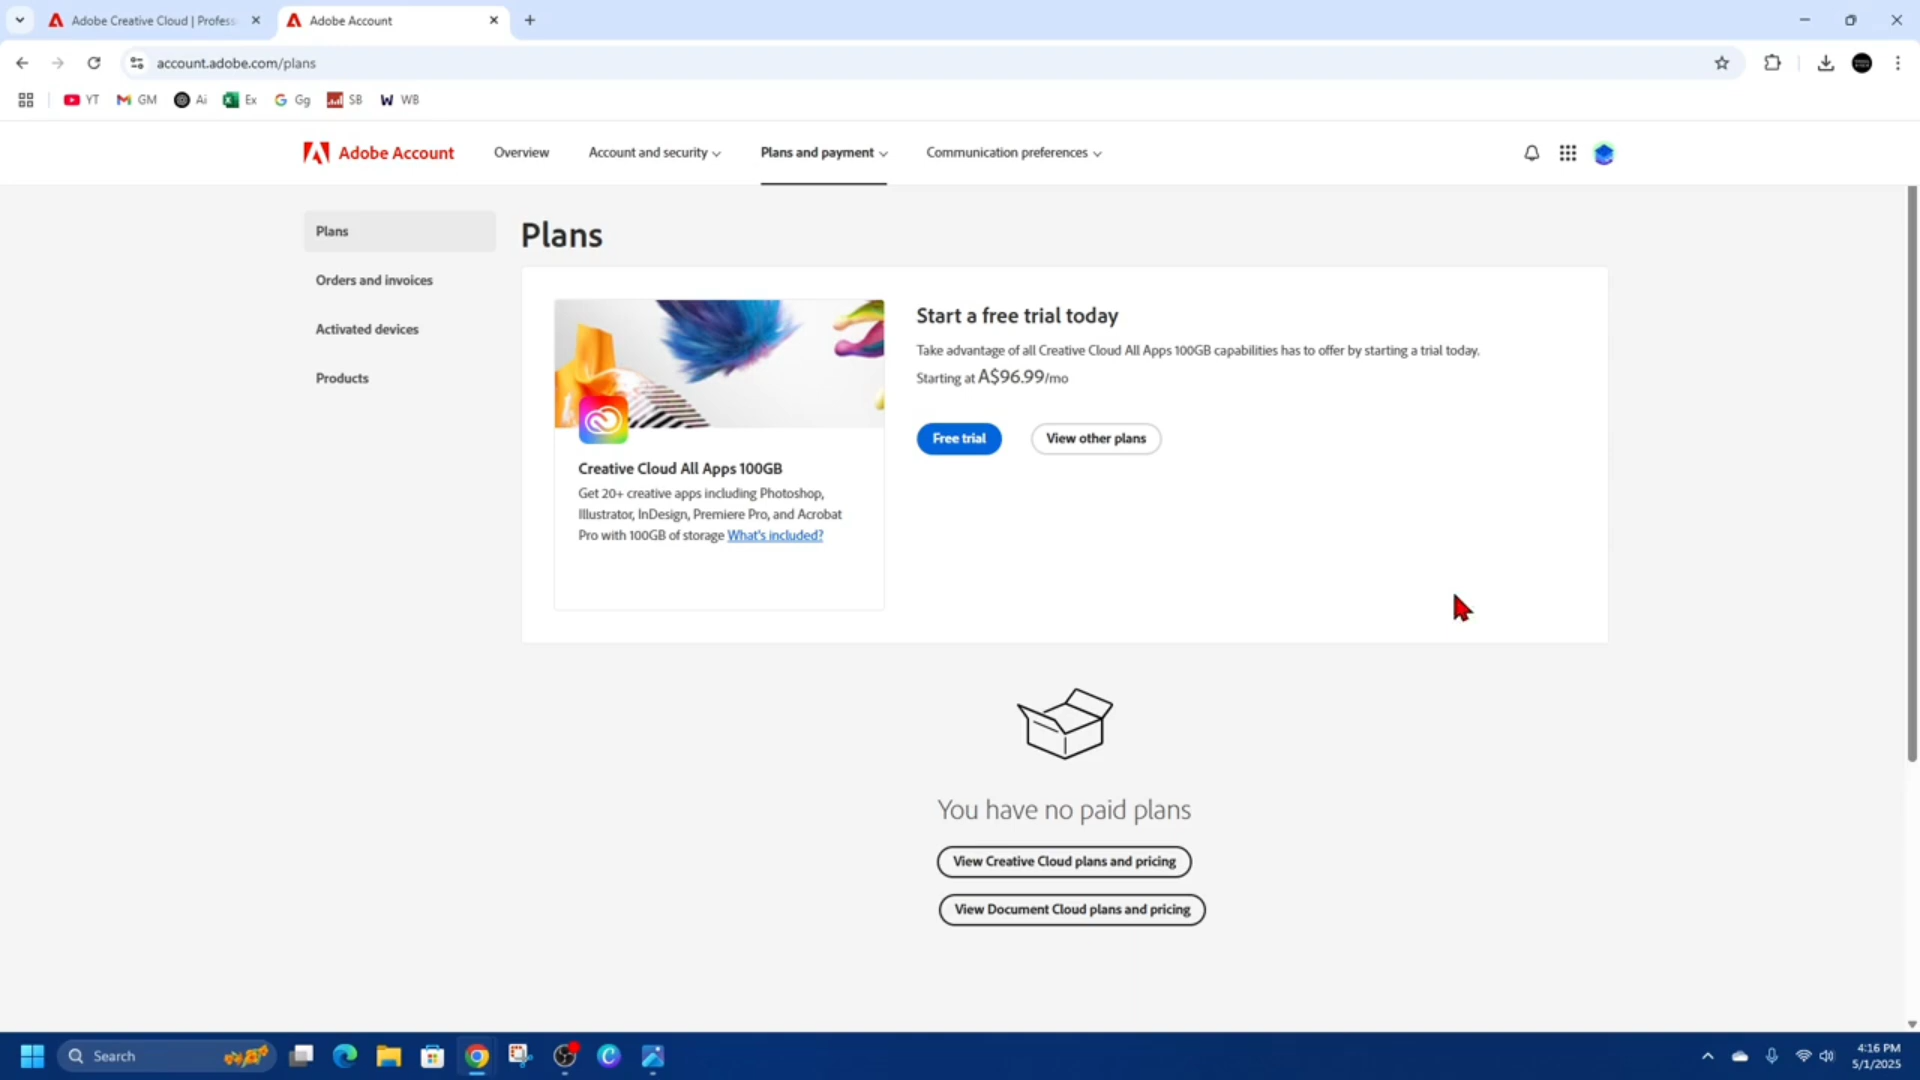 Adobe Creative Cloud | Profess
Adobe Account
account.adobe.com/plans
YT
GM
Ai
Ex
Gg
SB
WB
Adobe Account
Overview
Account and security
Plans and payment
Communication preferences
Plans
Orders and invoices
Activated devices
Products
Plans
Start a free trial today
Take advantage of all Creative Cloud All Apps 100GB capabilities has to offer by starting a trial today.
Starting at A$96.99/mo
Free trial
View other plans
Creative Cloud All Apps 100GB
Get 20+ creative apps including Photoshop,
Illustrator, InDesign, Premiere Pro, and Acrobat
Pro with 100GB of storage What's included?
You have no paid plans
View Creative Cloud plans and pricing
View Document Cloud plans and pricing
Search
4:16 PM
5/1/2025